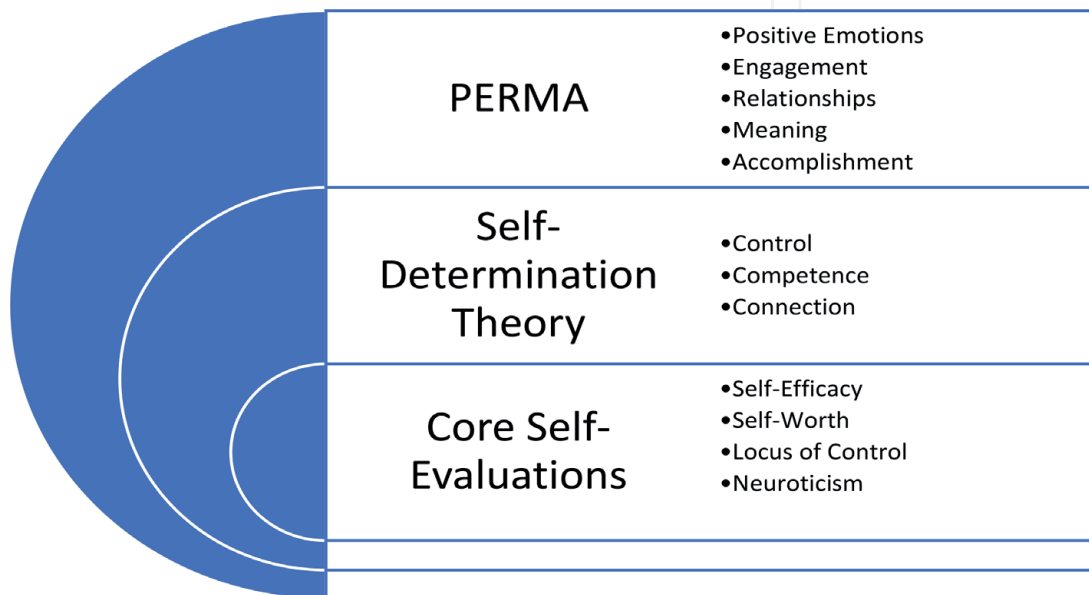 PERMA
•Positive Emotions
•Engagement
•Relationships
•Meaning
•Accomplishment
Self-
Determination
Theory
•Control
•Competence
•Connection
Core Self-
Evaluations
•Self-Efficacy
•Self-Worth
•Locus of Control
•Neuroticism